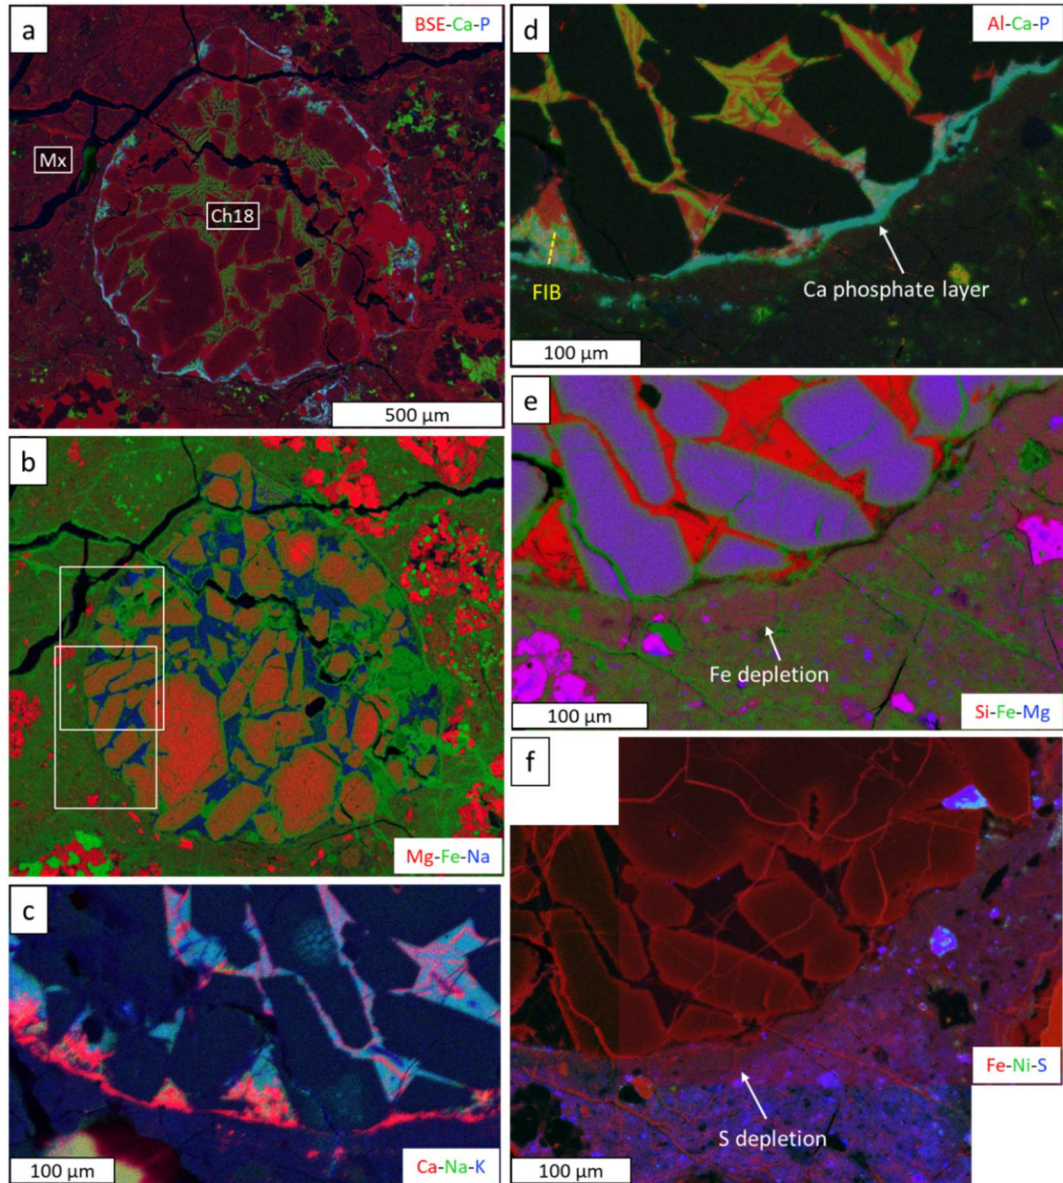 a
BSE-Ca-P
Mx
Ch18
500 µm
b
Mg-Fe-Na
c
100 µm
Ca-Na-K
d
Al-Ca-P
FIB
Ca phosphate layer
100 µm
e
Fe depletion
100 µm
Si-Fe-Mg
f
Fe-Ni-S
S depletion
100 µm